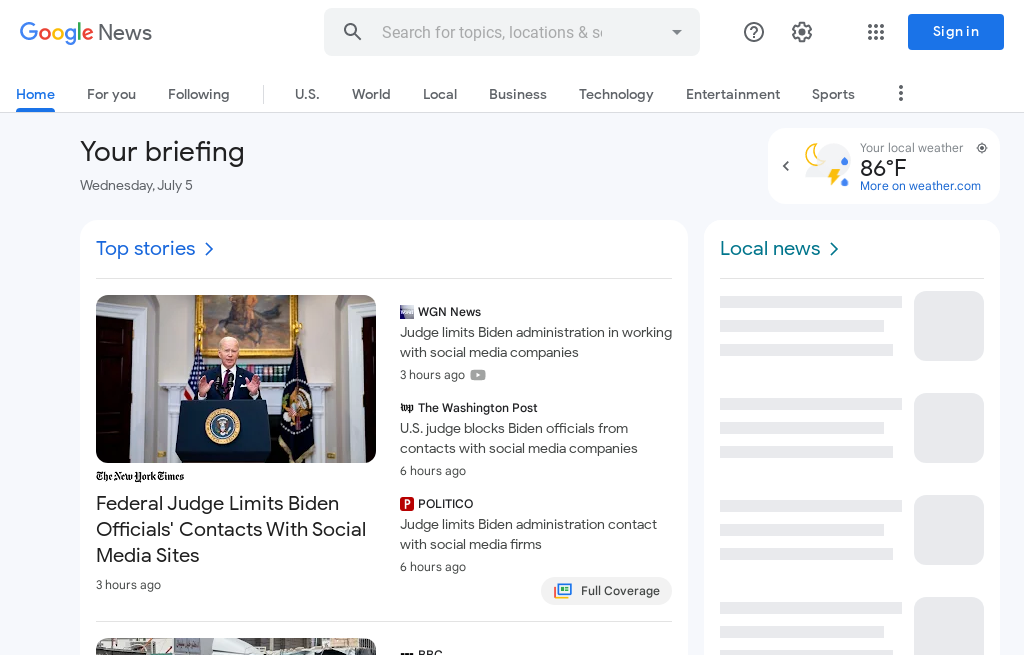 Google News
Search for topics, locations & so
Sign in
Home
For you
Following
U.S.
World
Local
Business
Technology
Entertainment
Sports
Your briefing
Wednesday, July 5
Your local weather
86°F
More on weather.com
Top stories
Local news
The New York Times
Federal Judge Limits Biden
Officials' Contacts With Social
Media Sites
3 hours ago
WGN News
Judge limits Biden administration in working
with social media companies
3 hours ago
wp The Washington Post
U.S. judge blocks Biden officials from
contacts with social media companies
6 hours ago
P POLITICO
Judge limits Biden administration contact
with social media firms
6 hours ago
Full Coverage
BBC